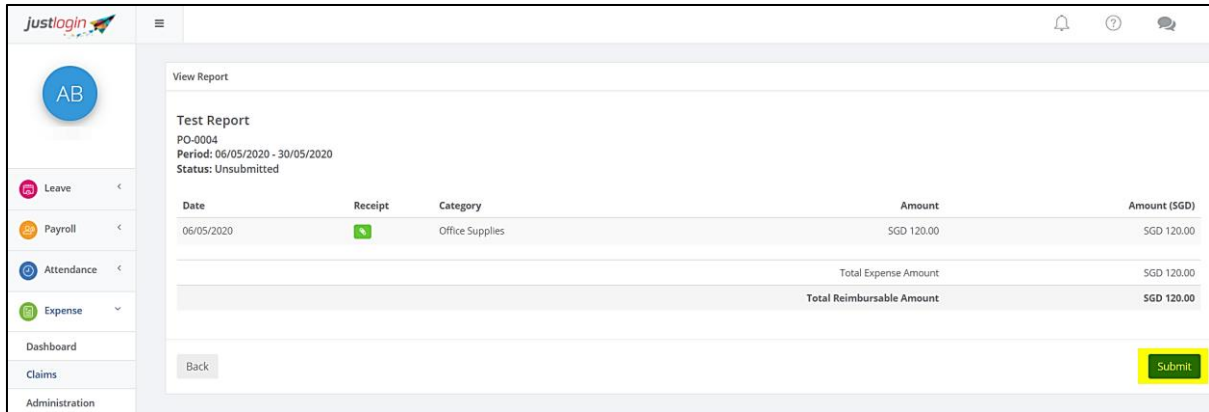 justlogin
AB
Leave
Payroll
Attendance
Expense
Dashboard
Claims
Administration
View Report
Test Report
PO-0004
Period: 06/05/2020 - 30/05/2020
Status: Unsubmitted
Date Receipt Category Amount Amount (SGD)
06/05/2020 Office Supplies SGD 120.00 SGD 120.00
Total Expense Amount SGD 120.00
Total Reimbursable Amount SGD 120.00
Back Submit